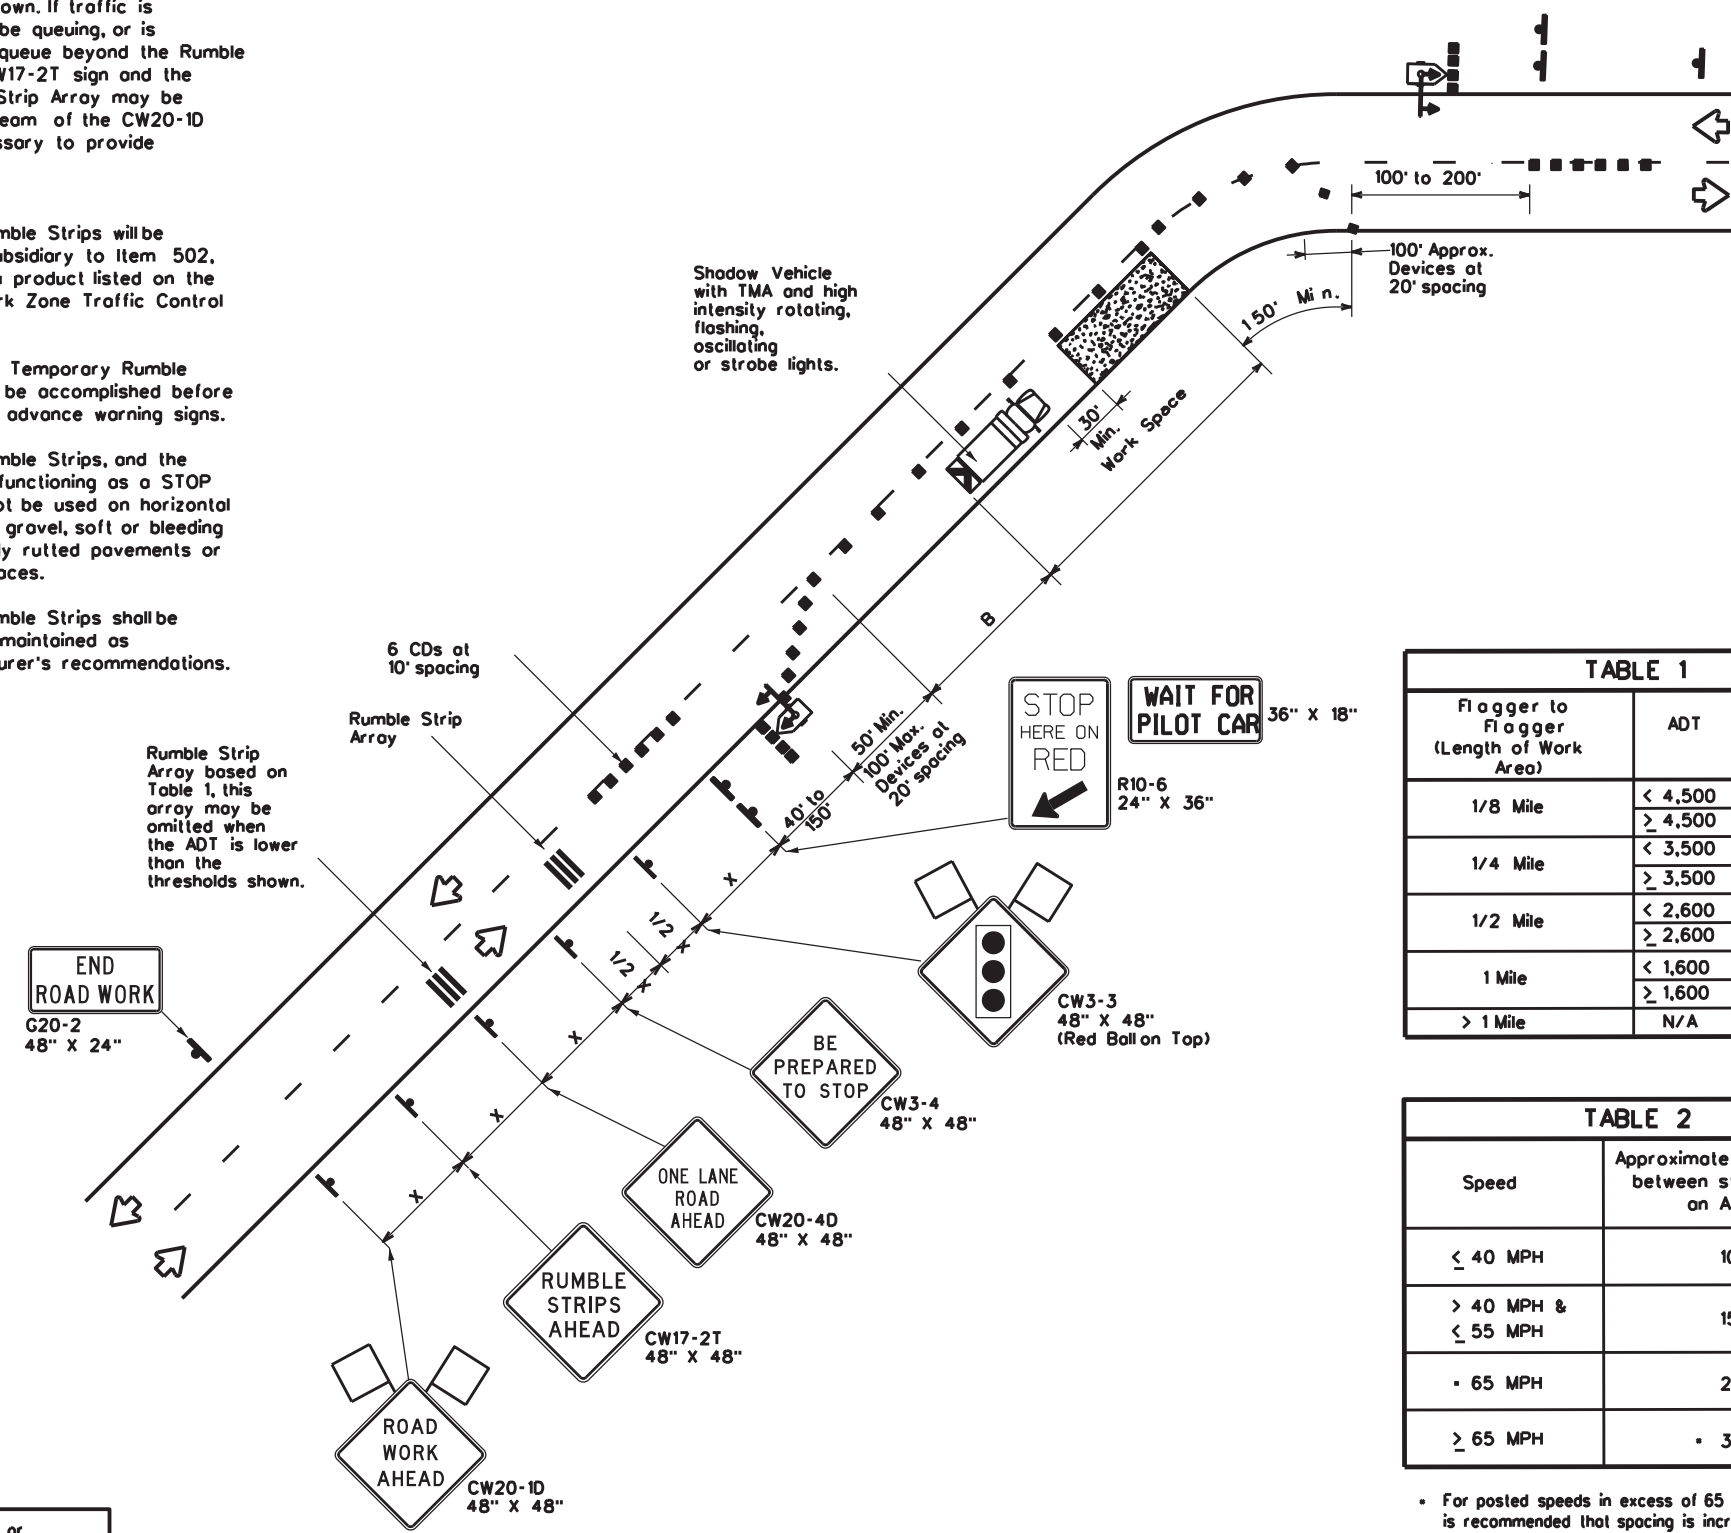 own. If traffic is
be queuing, or is
queue beyond the Rumble
W17-2T sign and the
Strip Array may be
eam of the CW20-1D
ssary to provide
mble Strips will be
ubsidiary to Item 502,
a product listed on the
rk Zone Traffic Control
Temporary Rumble
be accomplished before
advance warning signs.
mble Strips, and the
functioning as a STOP
ot be used on horizontal
gravel, soft or bleeding
ly rutted pavements or
aces.
mble Strips shall be
maintained as
urer's recommendations.
Shadow Vehicle
with TMA and high
intensity rotating,
flashing,
oscillating
or strobe lights.
100' to 200'
100' Approx.
Devices at
20' spacing
150' Min.
30'
Min.
Work Space
B
50' Min.
100' Max.
Devices at
20' spacing
40' to
150'
6 CDs at
10' spacing
Rumble Strip
Array
Rumble Strip
Array based on
Table 1, this
array may be
omitted when
the ADT is lower
than the
thresholds shown.
END
ROAD WORK
G20-2
48" X 24"
STOP
HERE ON
RED
R10-6
24" X 36"
WAIT FOR
PILOT CAR
36" X 18"
X
1/2 X
1/2 X
X
X
X
CW3-3
48" X 48"
(Red Ball on Top)
BE
PREPARED
TO STOP
CW3-4
48" X 48"
ONE LANE
ROAD
AHEAD
CW20-4D
48" X 48"
RUMBLE
STRIPS
AHEAD
CW17-2T
48" X 48"
ROAD
WORK
AHEAD
CW20-1D
48" X 48"
or
TABLE 1
Flagger to
Flagger
(Length of Work
Area)
ADT
1/8 Mile
< 4,500
≥ 4,500
1/4 Mile
< 3,500
≥ 3,500
1/2 Mile
< 2,600
≥ 2,600
1 Mile
< 1,600
≥ 1,600
> 1 Mile N/A
TABLE 2
Speed
Approximate
between s
an A
≤ 40 MPH 10
> 40 MPH &
≤ 55 MPH
15
= 65 MPH 2
≥ 65 MPH * 3
* For posted speeds in excess of 65
is recommended that spacing is incr